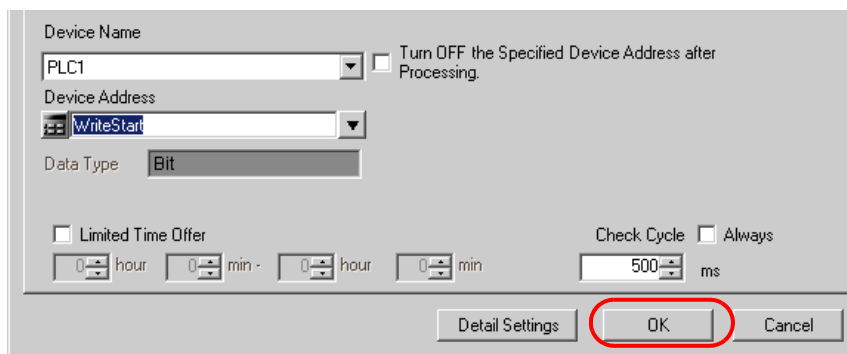 Device Name
PLC1
Turn OFF the Specified Device Address after
Processing.
Device Address
WriteStart
Data Type Bit
Limited Time Offer
Check Cycle Always
0 hour 0 min - 0 hour 0 min
500 ms
Detail Settings OK Cancel